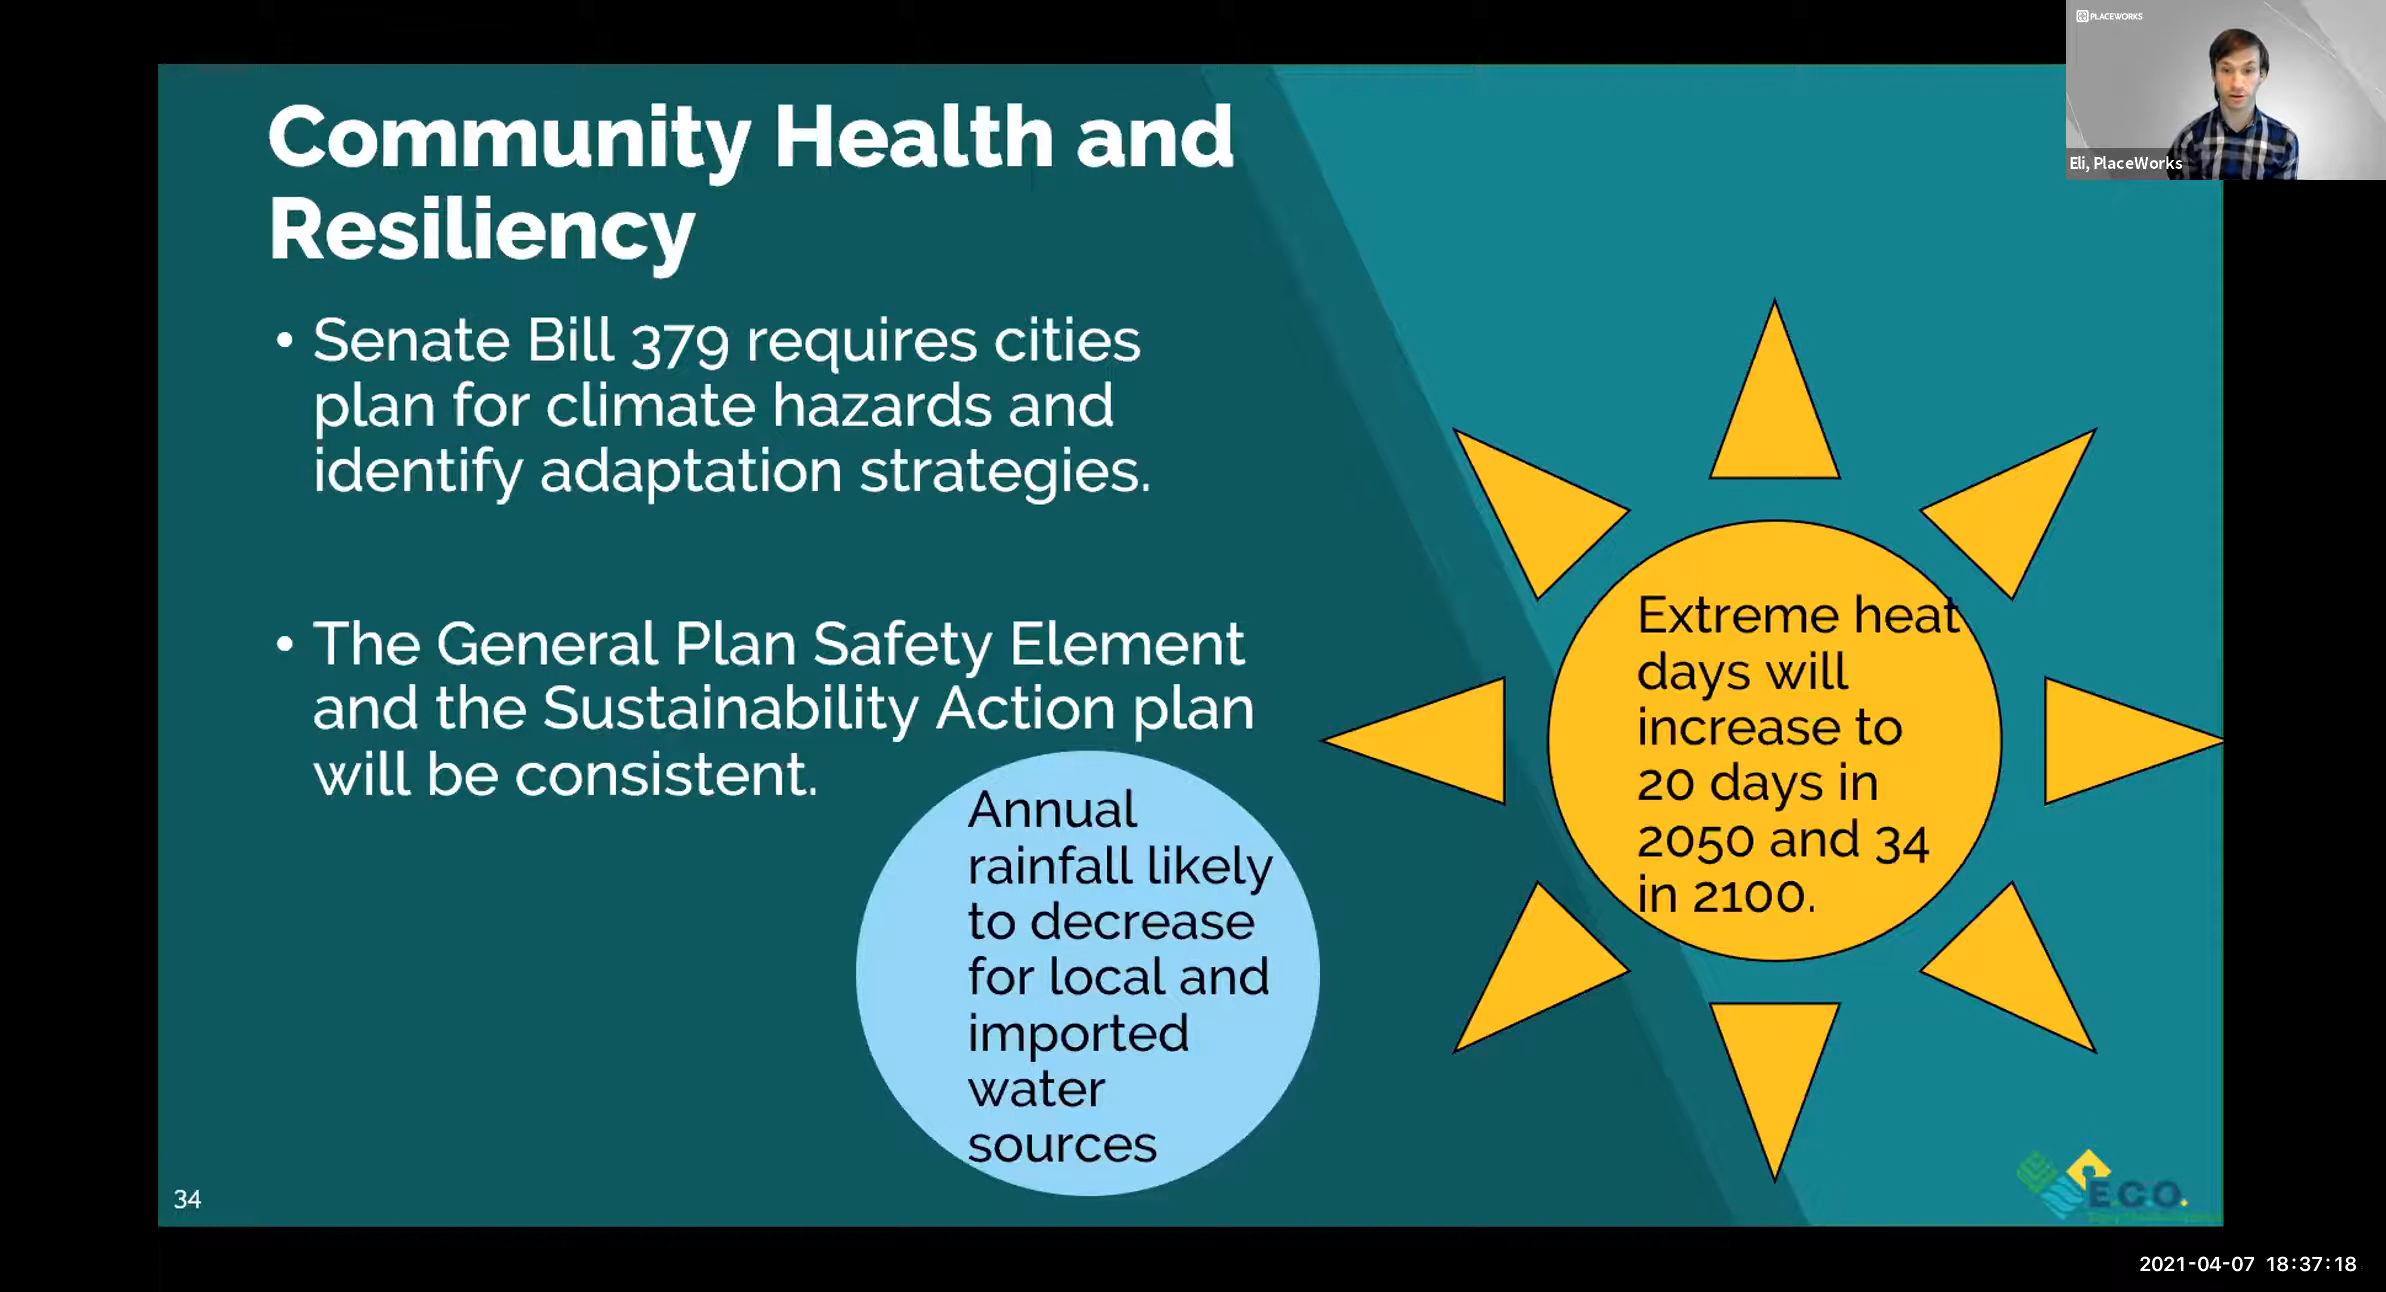 PLACEWORKS
Eli, PlaceWorks
Community Health and
Resiliency
• Senate Bill 379 requires cities
plan for climate hazards and
identify adaptation strategies.
• The General Plan Safety Element
and the Sustainability Action plan
will be consistent.
Annual
rainfall likely
to decrease
for local and
imported
water
sources
Extreme heat
days will
increase to
20 days in
2050 and 34
in 2100.
34
E.C.O.
2021-04-07 18:37:18